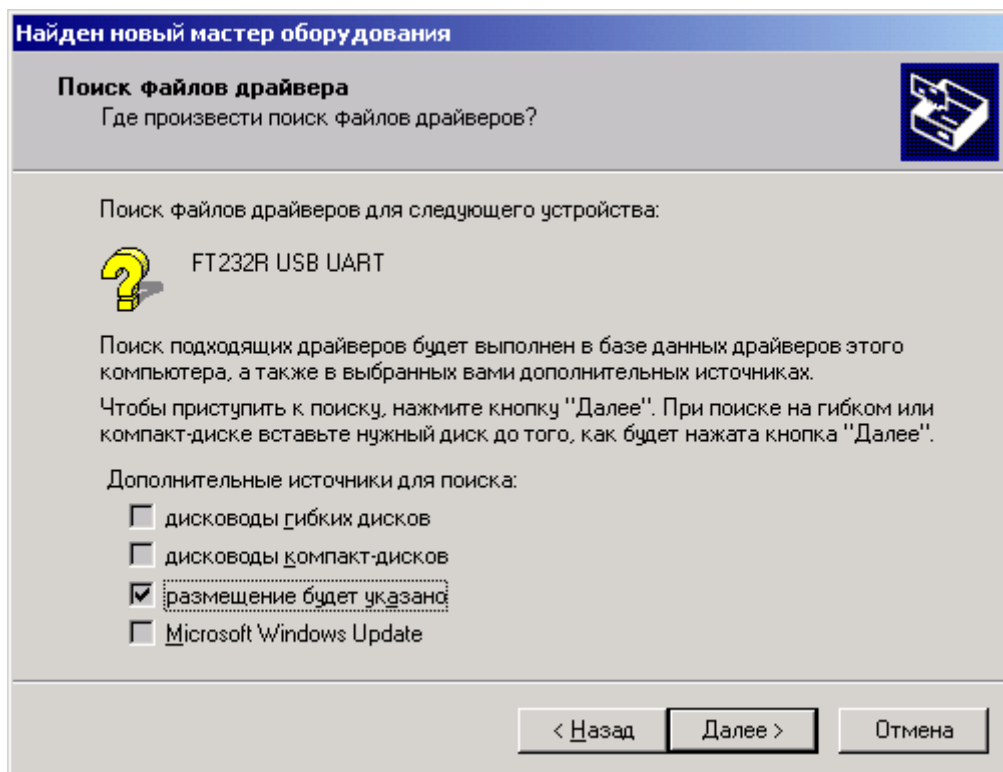 Найден новый мастер оборудования
Поиск файлов драйвера
Где произвести поиск файлов драйверов?
Поиск файлов драйверов для следующего устройства:
FT232R USB UART
Поиск подходящих драйверов будет выполнен в базе данных драйверов этого
компьютера, а также в выбранных вами дополнительных источниках.
Чтобы приступить к поиску, нажмите кнопку "Далее". При поиске на гибком или
компакт-диске вставьте нужный диск до того, как будет нажата кнопка "Далее".
Дополнительные источники для поиска:
дисководы гибких дисков
дисководы компакт-дисков
размещение будет указано
Microsoft Windows Update
< Назад Далее > Отмена